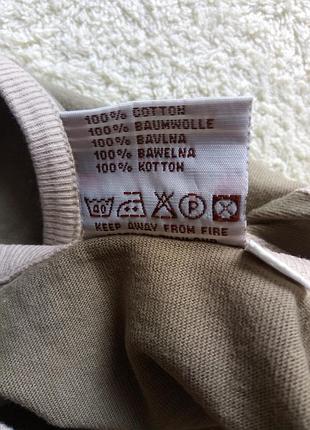 100% COTTON
100% BAUMWOLLE
100% BAVLNA
100% BAWELNA
100% KOTTON
40 P
KEEP AWAY FROM FIRE